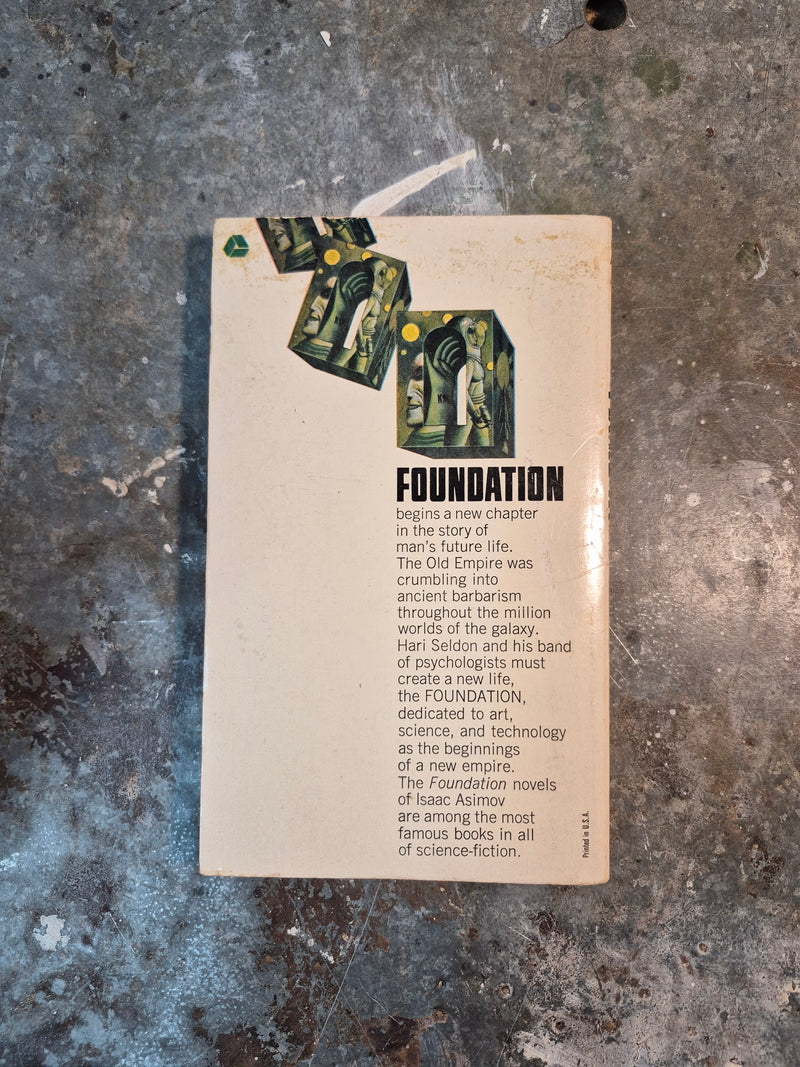 FOUNDATION
begins a new chapter
in the story of
man's future life.
The Old Empire was
crumbling into
ancient barbarism
throughout the million
worlds of the galaxy.
Hari Seldon and his band
of psychologists must
create a new life,
the FOUNDATION,
dedicated to art,
science, and technology
as the beginnings
of a new empire.
The Foundation novels
of Isaac Asimov
are among the most
famous books in all
of science-fiction.
Printed in U.S.A.